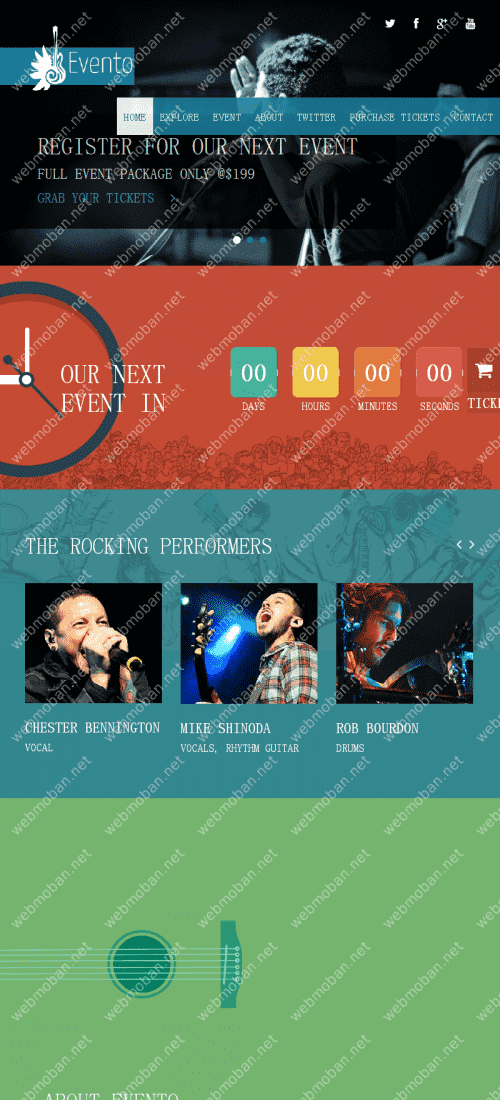 Evento
HOME EXPLORE EVENT ABOUT TWITTER PURCHASE TICKETS CONTACT
REGISTER FOR OUR NEXT EVENT
FULL EVENT PACKAGE ONLY @$199
GRAB YOUR TICKETS
OUR NEXT
EVENT IN
00 00 00 00
DAYS HOURS MINUTES SECONDS
TICKE
THE ROCKING PERFORMERS
CHESTER BENNINGTON
VOCAL
MIKE SHINODA
VOCALS, RHYTHM GUITAR
ROB BOURDON
DRUMS
ABOUT EVENTO
webmoban.net